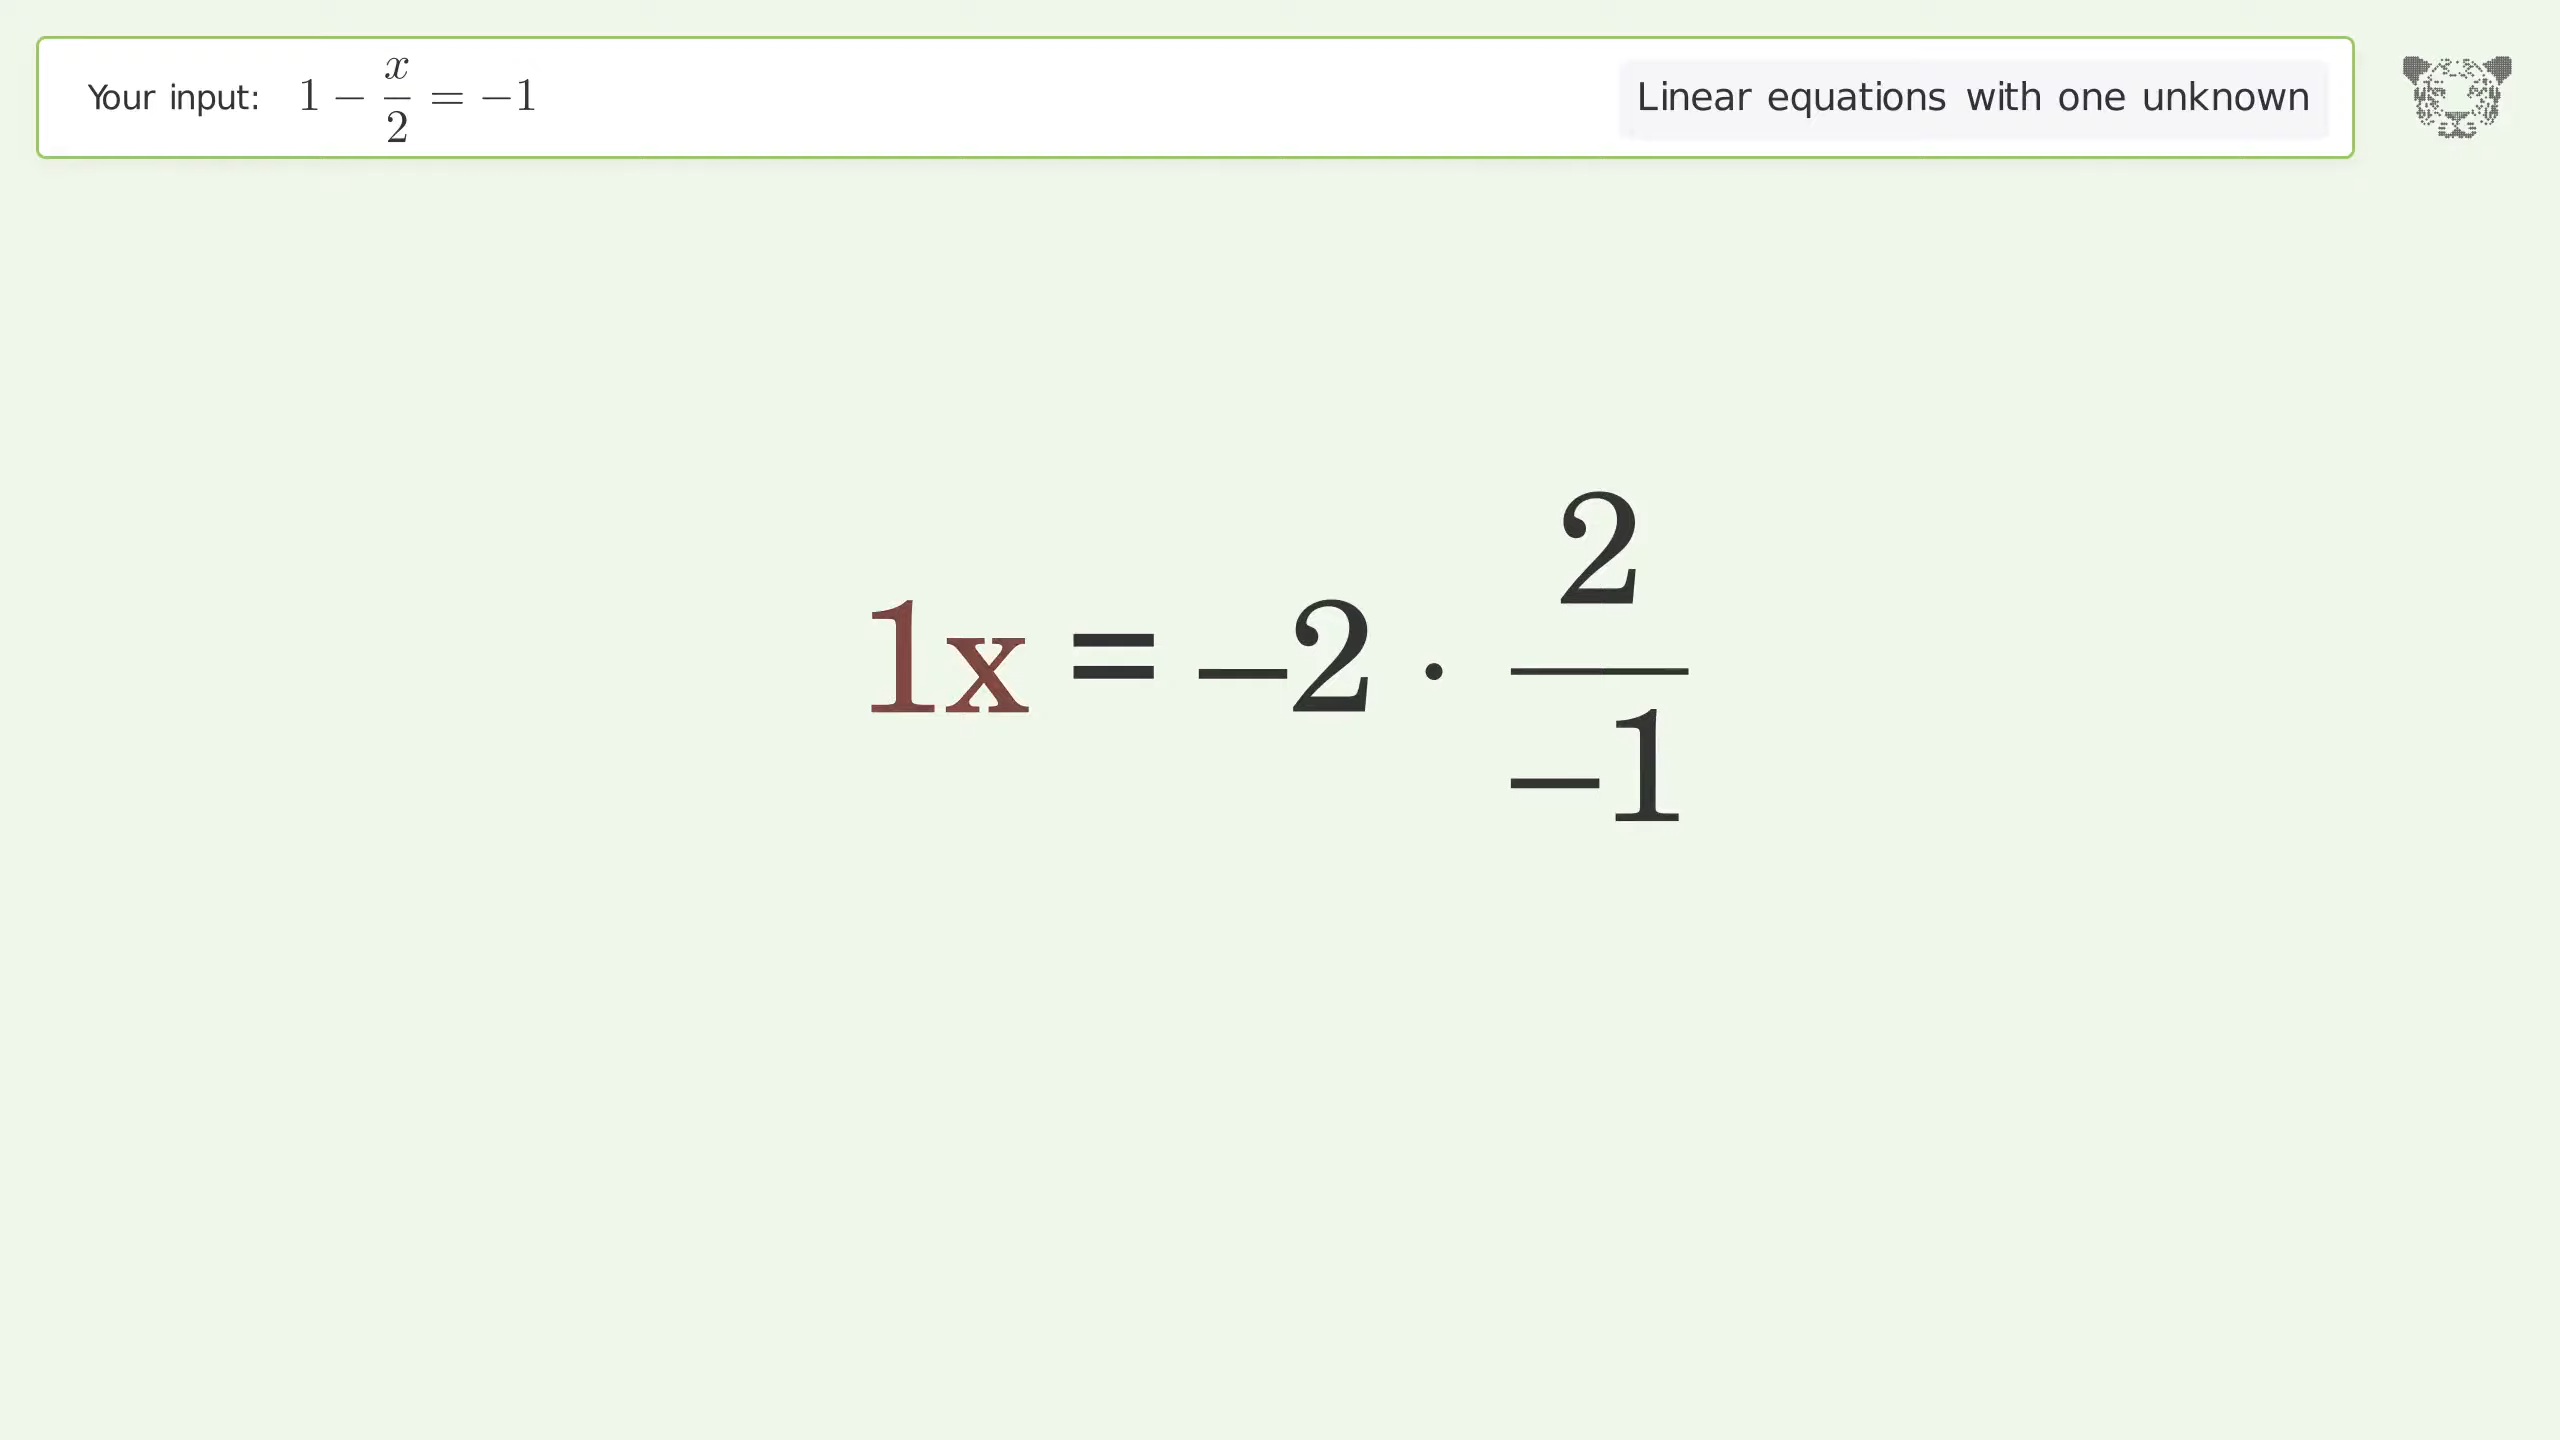 Your input: 1 − x/2 = −1
Linear equations with one unknown
1x = −2 · 2/−1